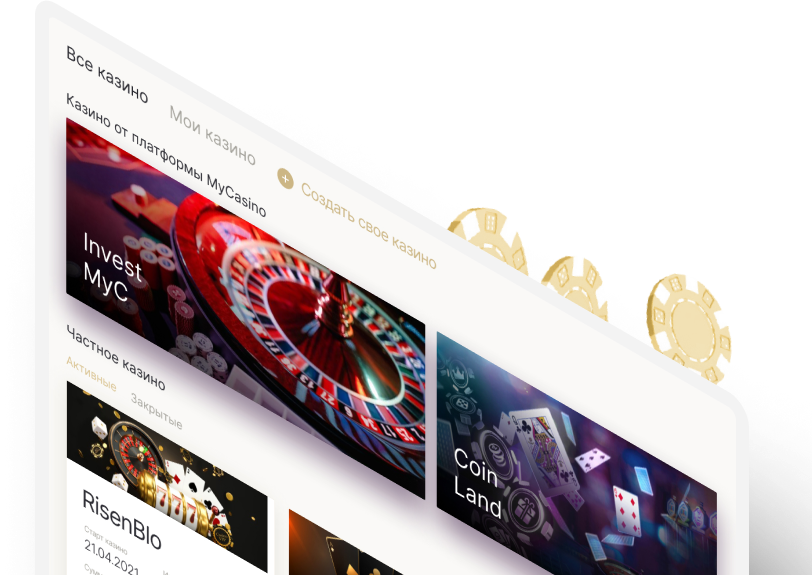 Все казино
Мои казино
Создать свое казино
Казино от платформы MyCasino
Invest
MyC
Coin
Land
Частное казино
Активные
Закрытые
RisenBlo
Старт казино
21.04.2021